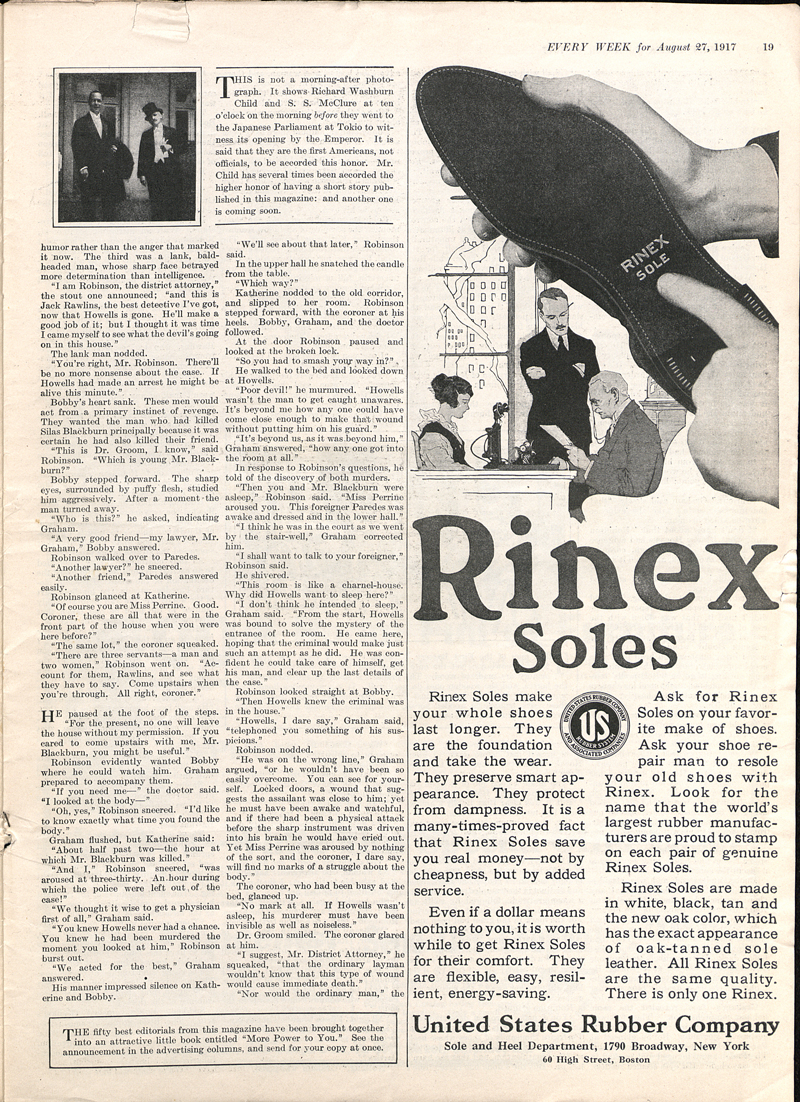 EVERY WEEK for August 27, 1917 19
THIS is not a morning-after photo-
graph. It shows Richard Washburn
Child and S. S. McClure at ten
o'clock on the morning before they went to
the Japanese Parliament at Tokio to wit-
ness its opening by the Emperor. It is
said that they are the first Americans, not
officials, to be accorded this honor. Mr.
Child has several times been accorded the
higher honor of having a short story pub-
lished in this magazine: and another one
is coming soon.
humor rather than the anger that marked
it now. The third was a lank, bald-
headed man, whose sharp face betrayed
more determination than intelligence.
"I am Robinson, the district attorney,"
the stout one announced; "and this is
Jack Rawlins, the best detective I've got,
now that Howells is gone. He'll make a
good job of it; but I thought it was time
I came myself to see what the devil's going
on in this house."
The lank man nodded.
"You're right, Mr. Robinson. There'll
be no more nonsense about the case. If
Howells had made an arrest he might be
alive this minute."
Bobby's heart sank. These men would
act from a primary instinct of revenge.
They wanted the man who had killed
Silas Blackburn principally because it was
certain he had also killed their friend.
"This is Dr. Groom, I know," said
Robinson. "Which is young Mr. Black-
burn?"
Bobby stepped forward. The sharp
eyes, surrounded by puffy flesh, studied
him aggressively. After a moment the
man turned away.
"Who is this?" he asked, indicating
Graham.
"A very good friend—my lawyer, Mr.
Graham," Bobby answered.
Robinson walked over to Paredes.
"Another lawyer?" he sneered.
"Another friend," Paredes answered
easily.
Robinson glanced at Katherine.
"Of course you are Miss Perrine. Good.
Coroner, these are all that were in the
front part of the house when you were
here before?"
"The same lot," the coroner squeaked.
"There are three servants—a man and
two women," Robinson went on. "Ac-
count for them, Rawlins, and see what
they have to say. Come upstairs when
you're through. All right, coroner."
HE paused at the foot of the steps.
"For the present, no one will leave
the house without my permission. If you
cared to come upstairs with me, Mr.
Blackburn, you might be useful."
Robinson evidently wanted Bobby
where he could watch him. Graham
prepared to accompany them.
"If you need me—" the doctor said.
"I looked at the body—"
"Oh, yes," Robinson sneered. "I'd like
to know exactly what time you found the
body."
Graham flushed, but Katherine said:
"About half past two—the hour at
which Mr. Blackburn was killed."
"And I," Robinson sneered, "was
aroused at three-thirty. An hour during
which the police were left out of the
case!"
"We thought it wise to get a physician
first of all," Graham said.
"You knew Howells never had a chance.
You knew he had been murdered the
moment you looked at him," Robinson
burst out.
"We acted for the best," Graham
answered.
His manner impressed silence on Kath-
erine and Bobby.
"We'll see about that later," Robinson
said.
In the upper hall he snatched the candle
from the table.
"Which way?"
Katherine nodded to the old corridor,
and slipped to her room. Robinson
stepped forward, with the coroner at his
heels. Bobby, Graham, and the doctor
followed.
At the door Robinson paused and
looked at the broken lock.
"So you had to smash your way in?"
He walked to the bed and looked down
at Howells.
"Poor devil!" he murmured. "Howells
wasn't the man to get caught unawares.
It's beyond me how any one could have
come close enough to make that wound
without putting him on his guard."
"It's beyond us, as it was beyond him,"
Graham answered, "how any one got into
the room at all."
In response to Robinson's questions, he
told of the discovery of both murders.
"Then you and Mr. Blackburn were
asleep," Robinson said. "Miss Perrine
aroused you. This foreigner Paredes was
awake and dressed and in the lower hall."
"I think he was in the court as we went
by the stair-well," Graham corrected
him.
"I shall want to talk to your foreigner,"
Robinson said.
He shivered.
"This room is like a charnel-house.
Why did Howells want to sleep here?"
"I don't think he intended to sleep,"
Graham said. "From the start, Howells
was bound to solve the mystery of the
entrance of the room. He came here,
hoping that the criminal would make just
such an attempt as he did. He was con-
fident he could take care of himself, get
his man, and clear up the last details of
the case."
Robinson looked straight at Bobby.
"Then Howells knew the criminal was
in the house."
"Howells, I dare say," Graham said,
"telephoned you something of his sus-
picions."
Robinson nodded.
"He was on the wrong line," Graham
argued, "or he wouldn't have been so
easily overcome. You can see for your-
self. Locked doors, a wound that sug-
gests the assailant was close to him; yet
he must have been awake and watchful,
and if there had been a physical attack
before the sharp instrument was driven
into his brain he would have cried out.
Yet Miss Perrine was aroused by nothing
of the sort, and the coroner, I dare say,
will find no marks of a struggle about the
body."
The coroner, who had been busy at the
bed, glanced up.
"No mark at all. If Howells wasn't
asleep, his murderer must have been
invisible as well as noiseless."
Dr. Groom smiled. The coroner glared
at him.
"I suggest, Mr. District Attorney," he
squeaked, "that the ordinary layman
wouldn't know that this type of wound
would cause immediate death."
"Nor would the ordinary man," the
THE fifty best editorials from this magazine have been brought together
into an attractive little book entitled "More Power to You." See the
announcement in the advertising columns, and send for your copy at once.
RINEX
SOLE
Rinex
Soles
Rinex Soles make
your whole shoes
last longer. They
are the foundation
and take the wear.
They preserve smart ap-
pearance. They protect
from dampness. It is a
many-times-proved fact
that Rinex Soles save
you real money—not by
cheapness, but by added
service.
Even if a dollar means
nothing to you, it is worth
while to get Rinex Soles
for their comfort. They
are flexible, easy, resil-
ient, energy-saving.
UNITED STATES RUBBER COMPANY
US
RUBBER SYSTEM
AND ASSOCIATED COMPANIES
Ask for Rinex
Soles on your favor-
ite make of shoes.
Ask your shoe re-
pair man to resole
your old shoes with
Rinex. Look for the
name that the world's
largest rubber manufac-
turers are proud to stamp
on each pair of genuine
Rinex Soles.
Rinex Soles are made
in white, black, tan and
the new oak color, which
has the exact appearance
of oak-tanned sole
leather. All Rinex Soles
are the same quality.
There is only one Rinex.
United States Rubber Company
Sole and Heel Department, 1790 Broadway, New York
60 High Street, Boston